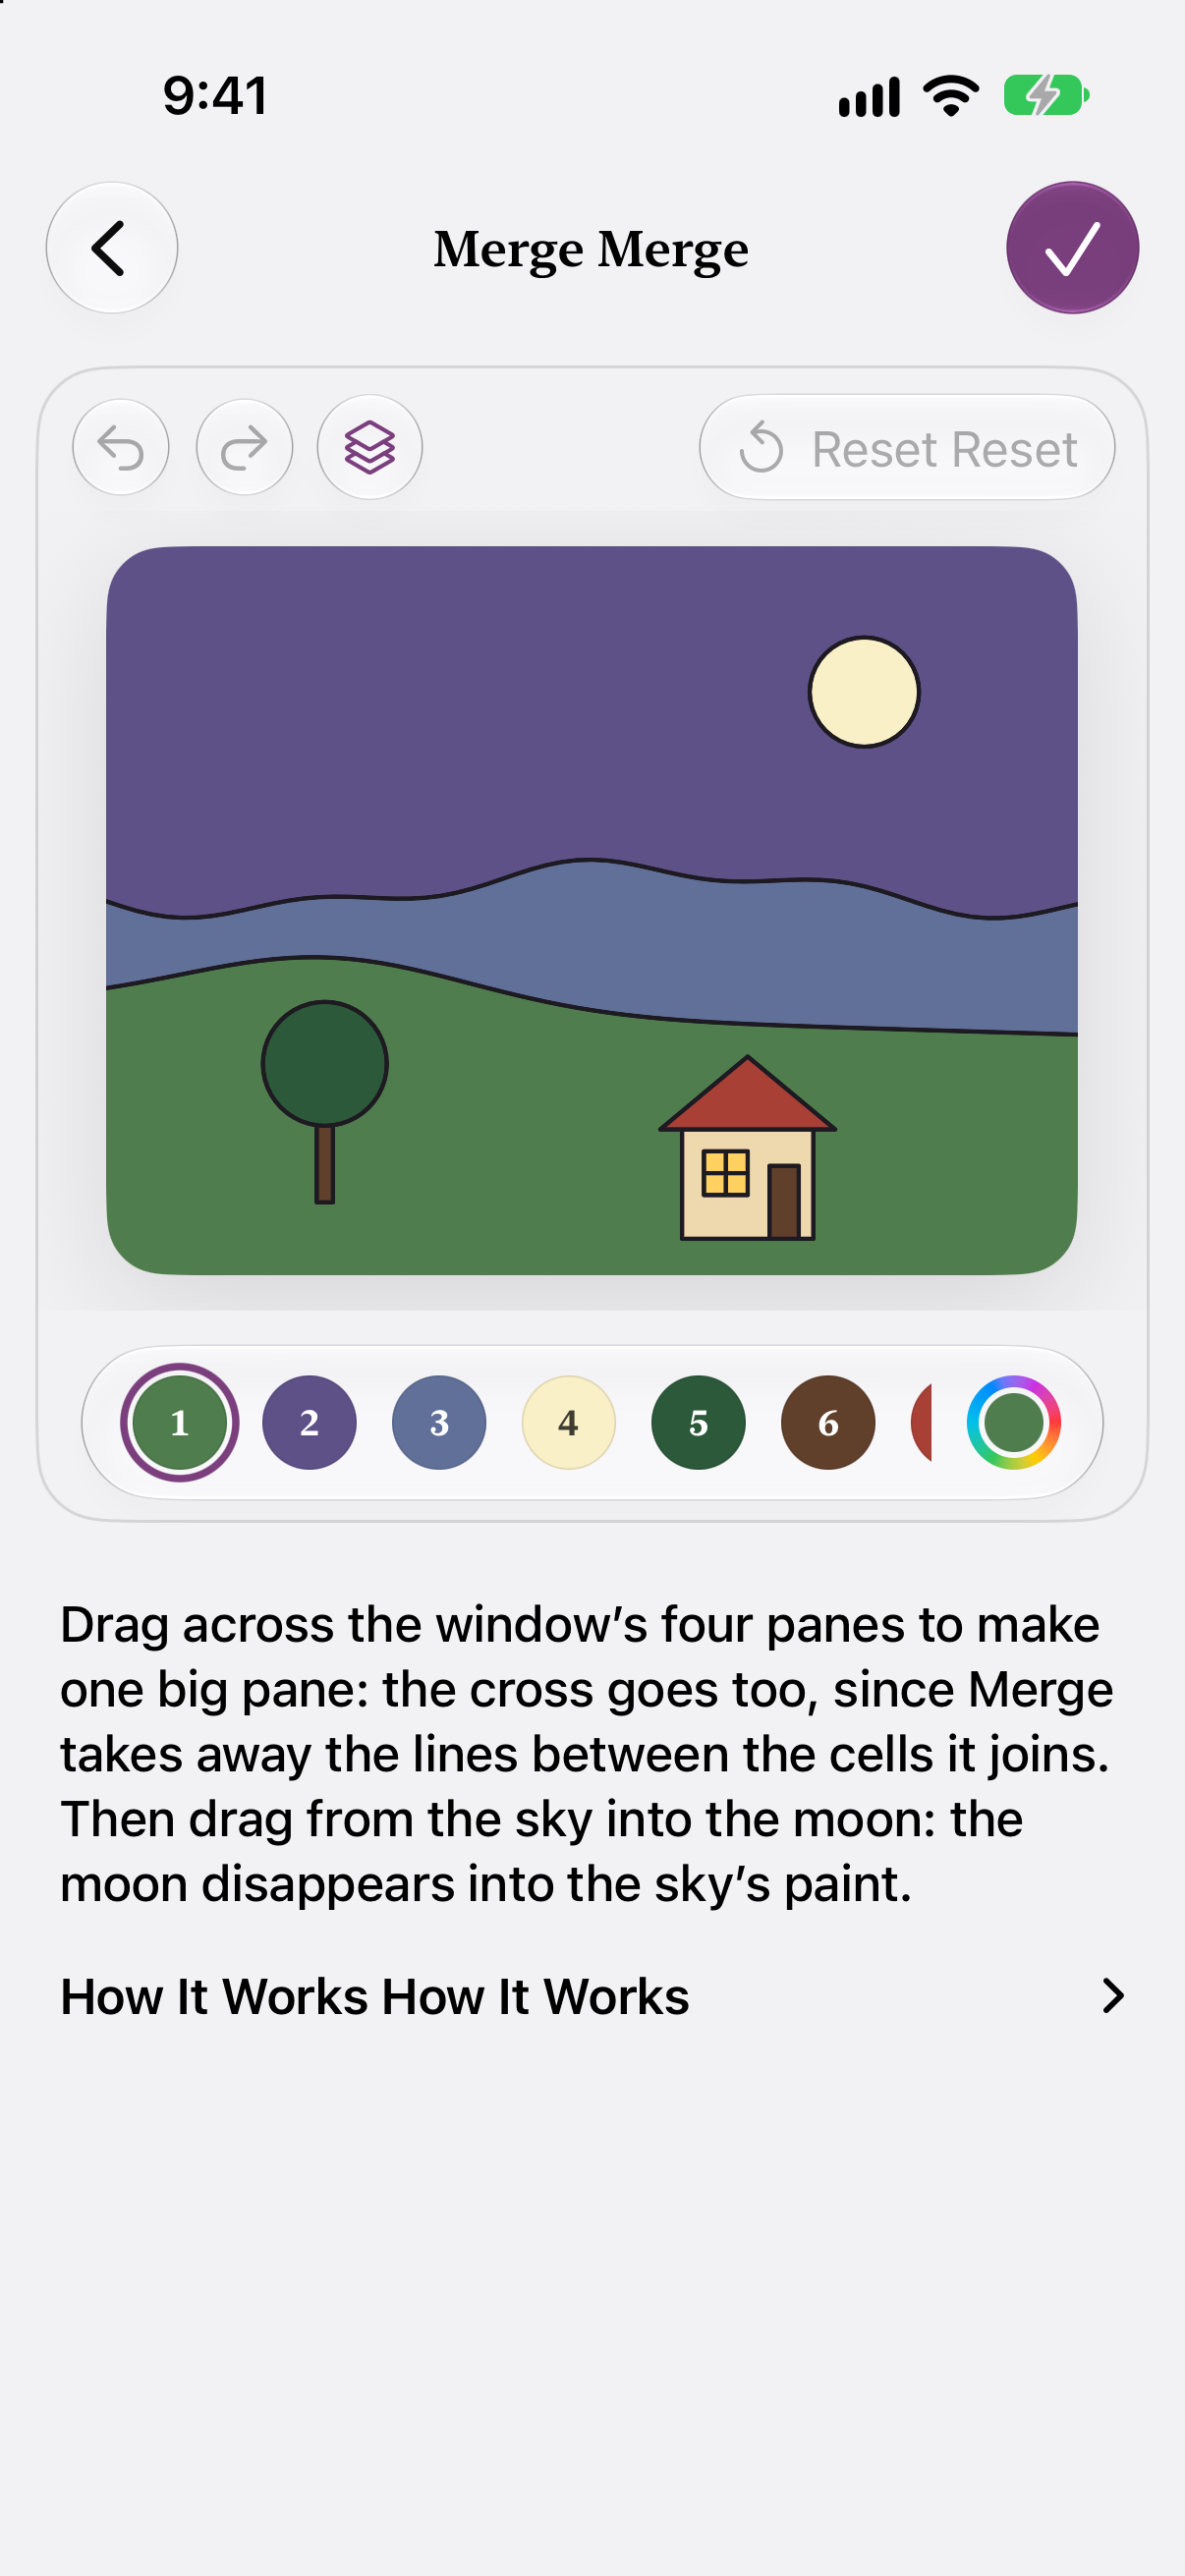 9:41
Merge Merge
Reset Reset
1 2 3 4 5 6
Drag across the window’s four panes to make
one big pane: the cross goes too, since Merge
takes away the lines between the cells it joins.
Then drag from the sky into the moon: the
moon disappears into the sky’s paint.
How It Works How It Works